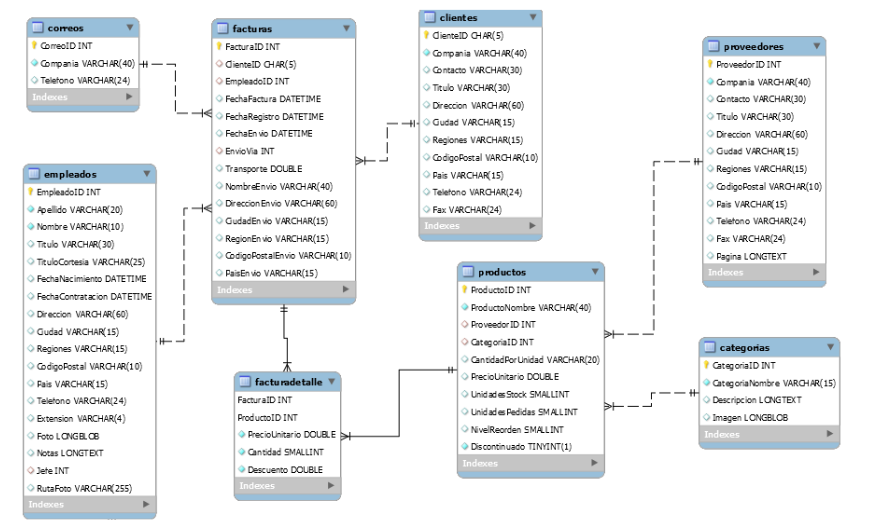 correos
CorreoID INT
Compania VARCHAR(40)
Telefono VARCHAR(24)
Indexes
facturas
FacturaID INT
ClienteID CHAR(5)
EmpleadoID INT
FechaFactura DATETIME
FechaRegistro DATETIME
FechaEnvio DATETIME
EnvioVia INT
Transporte DOUBLE
NombreEnvio VARCHAR(40)
DireccionEnvio VARCHAR(60)
CiudadEnvio VARCHAR(15)
RegionEnvio VARCHAR(15)
CodigoPostalEnvio VARCHAR(10)
PaisEnvio VARCHAR(15)
Indexes
clientes
ClienteID CHAR(5)
Compania VARCHAR(40)
Contacto VARCHAR(30)
Titulo VARCHAR(30)
Direccion VARCHAR(60)
Ciudad VARCHAR(15)
Regiones VARCHAR(15)
CodigoPostal VARCHAR(10)
Pais VARCHAR(15)
Telefono VARCHAR(24)
Fax VARCHAR(24)
Indexes
proveedores
ProveedorID INT
Compania VARCHAR(40)
Contacto VARCHAR(30)
Titulo VARCHAR(30)
Direccion VARCHAR(60)
Ciudad VARCHAR(15)
Regiones VARCHAR(15)
CodigoPostal VARCHAR(10)
Pais VARCHAR(15)
Telefono VARCHAR(24)
Fax VARCHAR(24)
Pagina LONGTEXT
Indexes
empleados
EmpleadoID INT
Apellido VARCHAR(20)
Nombre VARCHAR(10)
Titulo VARCHAR(30)
TituloCortesia VARCHAR(25)
FechaNacimiento DATETIME
FechaContratacion DATETIME
Direccion VARCHAR(60)
Ciudad VARCHAR(15)
Regiones VARCHAR(15)
CodigoPostal VARCHAR(10)
Pais VARCHAR(15)
Telefono VARCHAR(24)
Extension VARCHAR(4)
Foto LONGBLOB
Notas LONGTEXT
Jefe INT
RutaFoto VARCHAR(255)
Indexes
facturadetalle
FacturaID INT
ProductoID INT
PrecioUnitario DOUBLE
Cantidad SMALLINT
Descuento DOUBLE
Indexes
productos
ProductoID INT
ProductoNombre VARCHAR(40)
ProveedorID INT
CategoriaID INT
CantidadPorUnidad VARCHAR(20)
PrecioUnitario DOUBLE
UnidadesStock SMALLINT
UnidadesPedidas SMALLINT
NivelReorden SMALLINT
Discontinuado TINYINT(1)
Indexes
categorias
CategoriaID INT
CategoriaNombre VARCHAR(15)
Descripcion LONGTEXT
Imagen LONGBLOB
Indexes